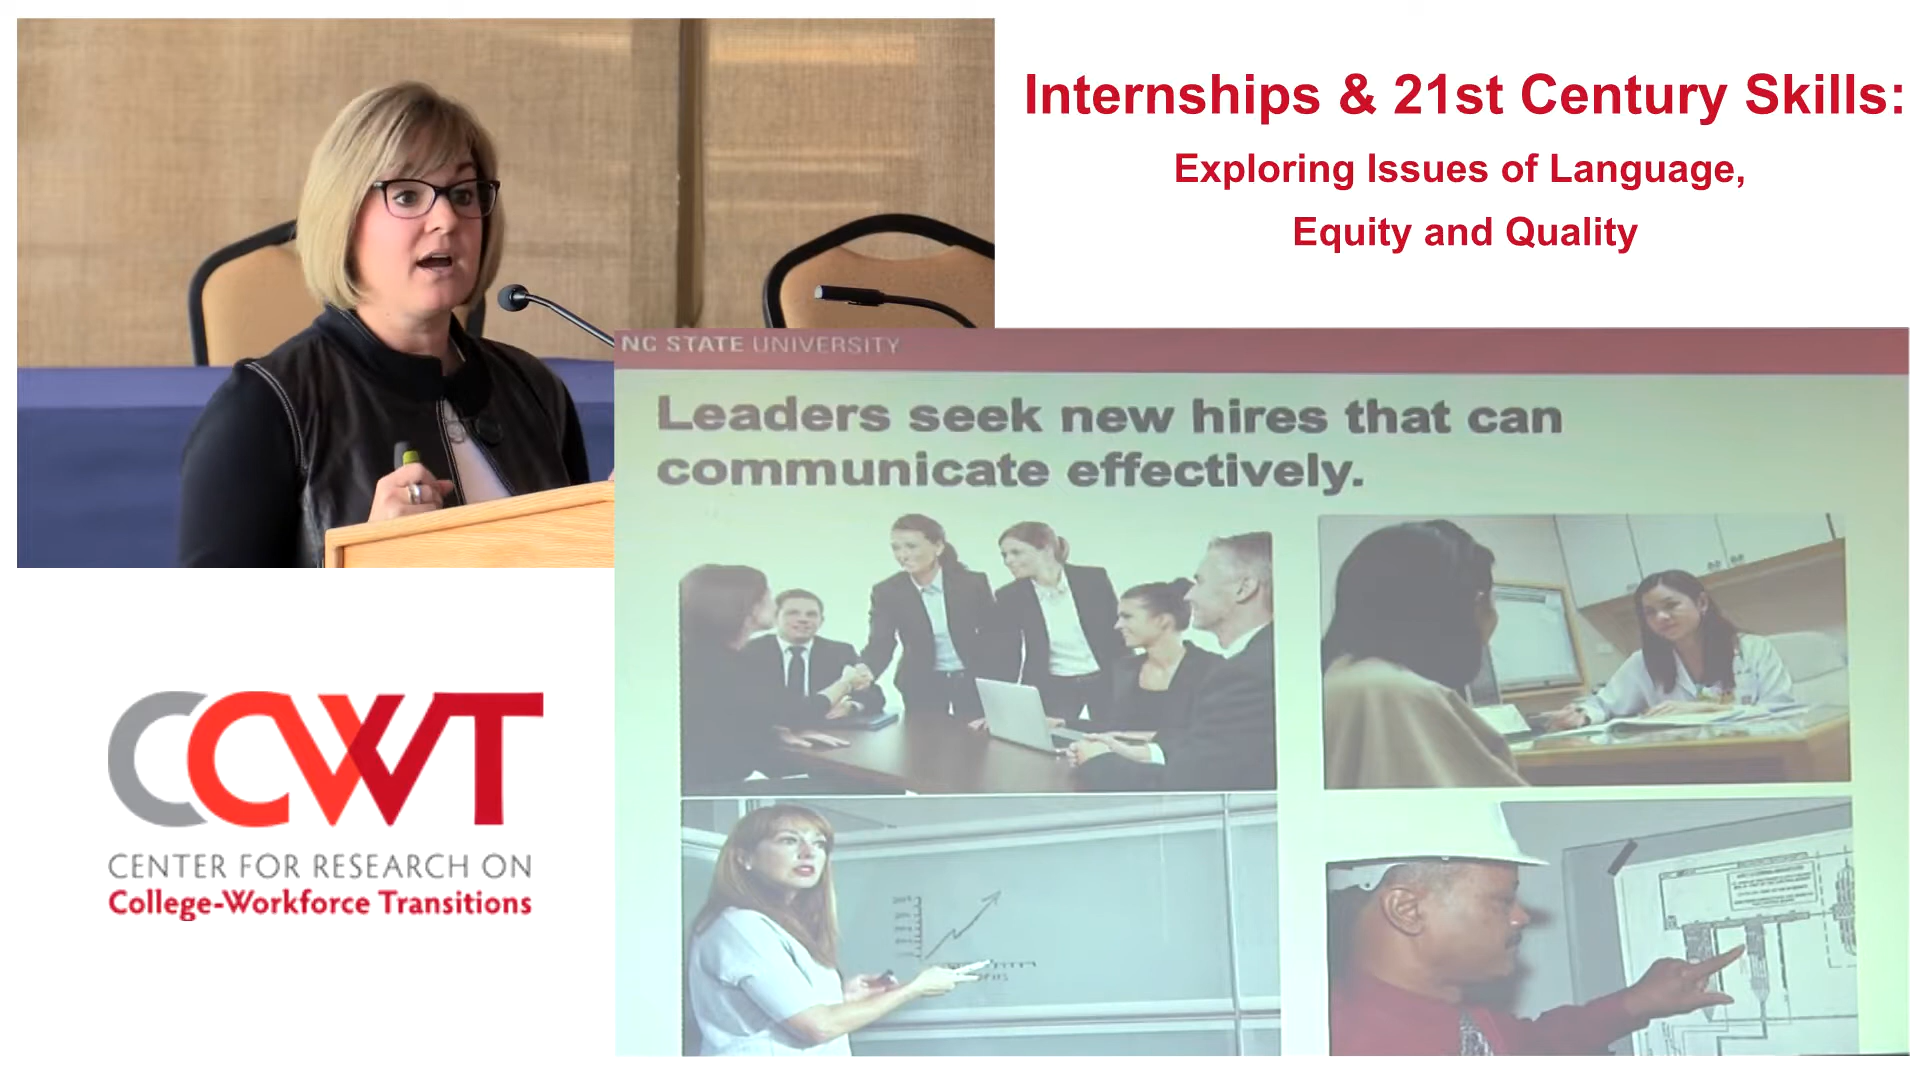 Internships & 21st Century Skills:
Exploring Issues of Language,
Equity and Quality
NC STATE UNIVERSITY
Leaders seek new hires that can
communicate effectively.
CCWT
CENTER FOR RESEARCH ON
College-Workforce Transitions